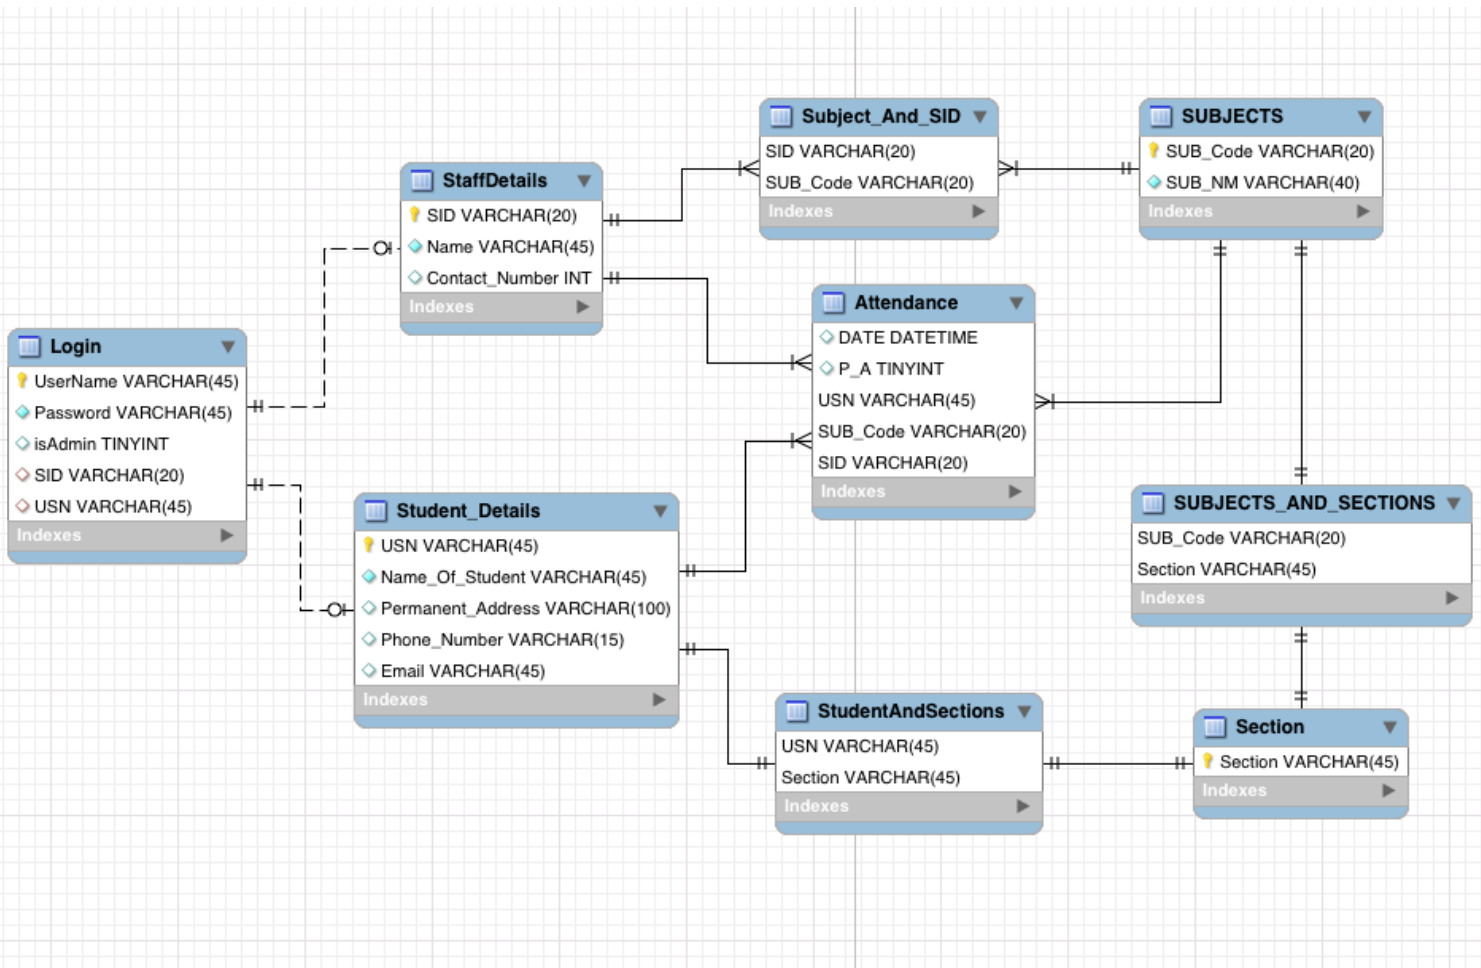 Subject_And_SID
SID VARCHAR(20)
SUB_Code VARCHAR(20)
Indexes
SUBJECTS
SUB_Code VARCHAR(20)
SUB_NM VARCHAR(40)
Indexes
StaffDetails
SID VARCHAR(20)
Name VARCHAR(45)
Contact_Number INT
Indexes
Attendance
DATE DATETIME
P_A TINYINT
USN VARCHAR(45)
SUB_Code VARCHAR(20)
SID VARCHAR(20)
Indexes
Login
UserName VARCHAR(45)
Password VARCHAR(45)
isAdmin TINYINT
SID VARCHAR(20)
USN VARCHAR(45)
Indexes
Student_Details
USN VARCHAR(45)
Name_Of_Student VARCHAR(45)
Permanent_Address VARCHAR(100)
Phone_Number VARCHAR(15)
Email VARCHAR(45)
Indexes
SUBJECTS_AND_SECTIONS
SUB_Code VARCHAR(20)
Section VARCHAR(45)
Indexes
StudentAndSections
USN VARCHAR(45)
Section VARCHAR(45)
Indexes
Section
Section VARCHAR(45)
Indexes